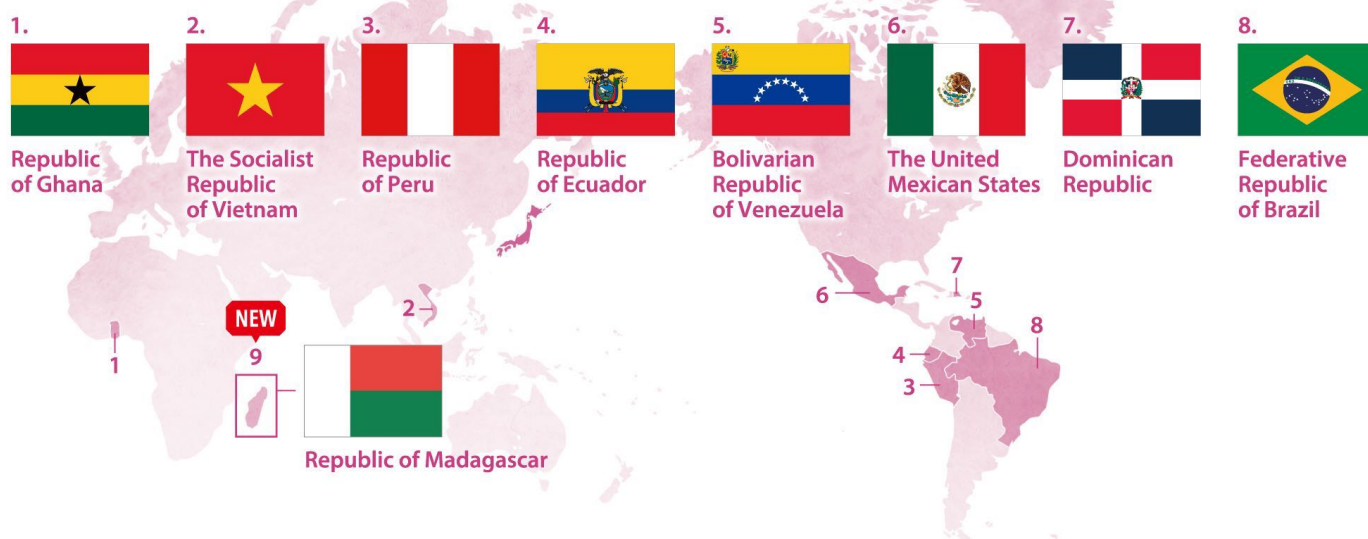 1.
Republic
of Ghana
2.
The Socialist
Republic
of Vietnam
3.
Republic
of Peru
4.
Republic
of Ecuador
5.
Bolivarian
Republic
of Venezuela
6.
The United
Mexican States
7.
Dominican
Republic
8.
Federative
Republic
of Brazil
1
2
NEW
9
Republic of Madagascar
6
7
5
8
4
3